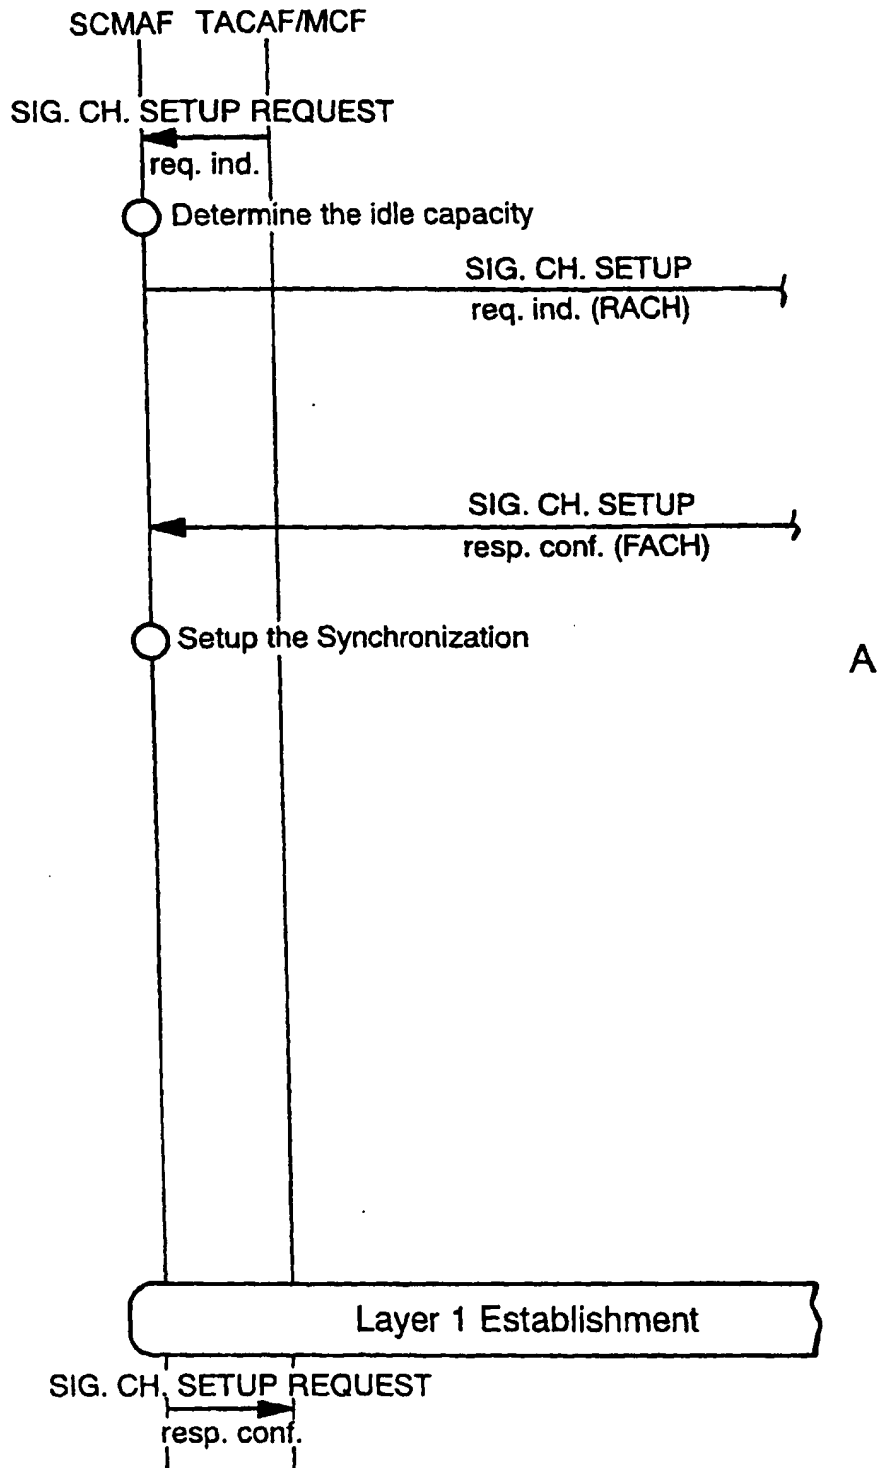 SCMAF TACAF/MCF
SIG. CH. SETUP REQUEST
req. ind.
Determine the idle capacity
SIG. CH. SETUP
req. ind. (RACH)
SIG. CH. SETUP
resp. conf. (FACH)
Setup the Synchronization
A
Layer 1 Establishment
SIG. CH. SETUP REQUEST
resp. conf.